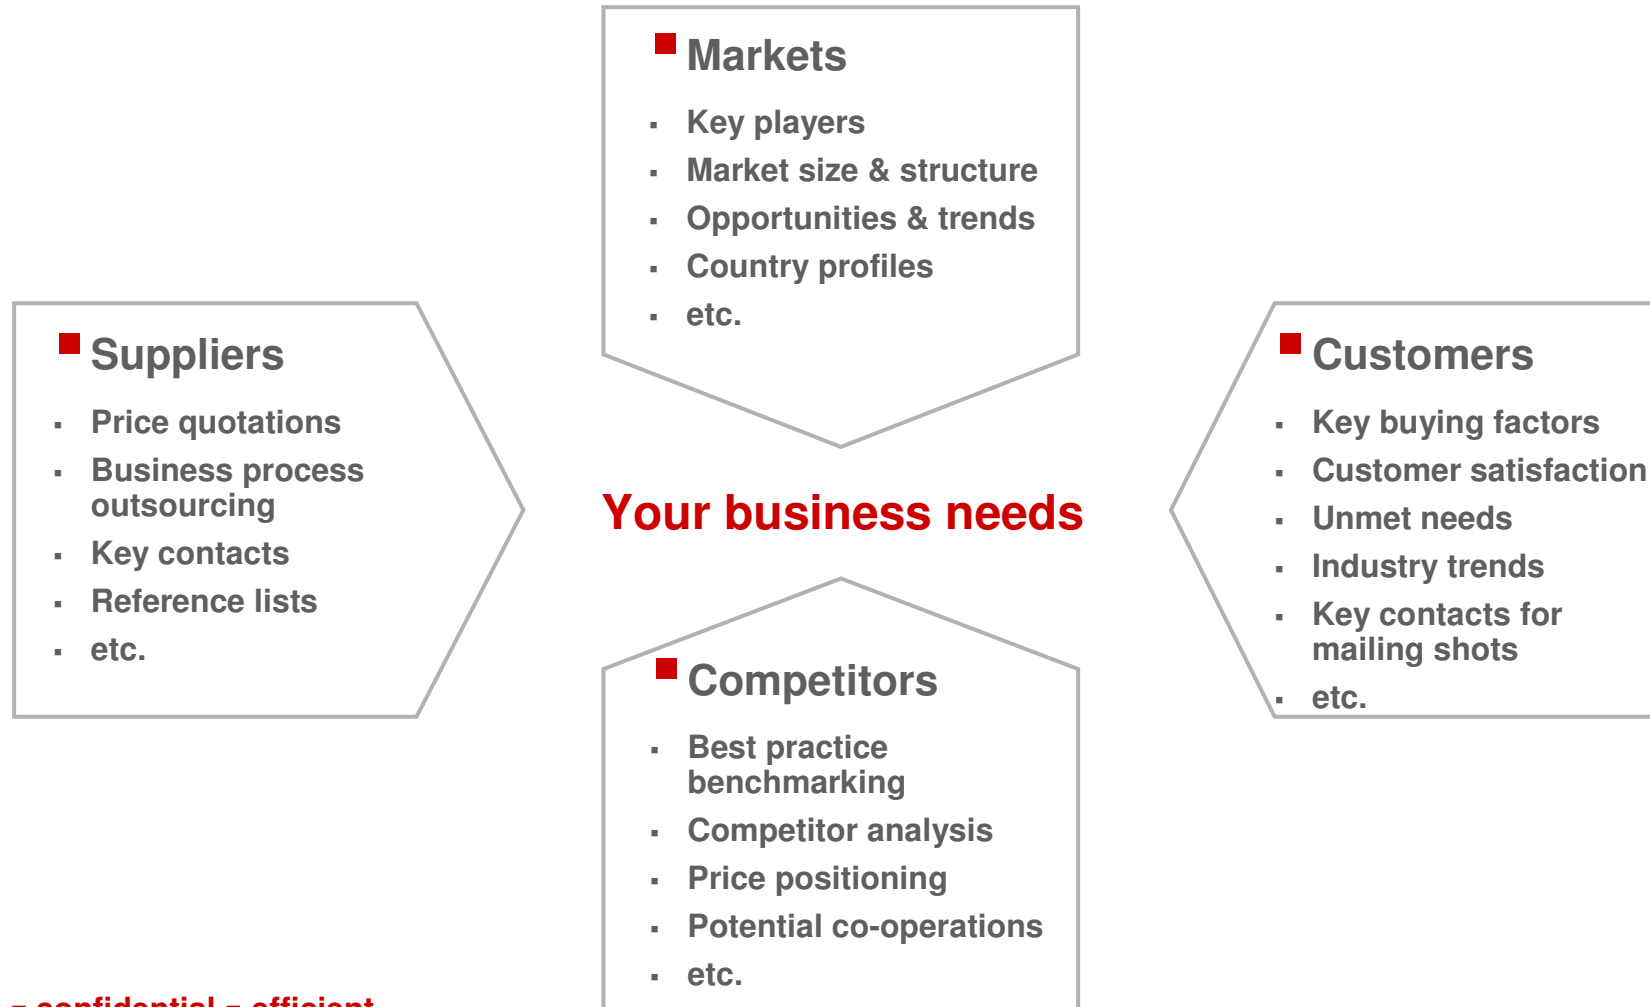 Markets
▪ Key players
▪ Market size & structure
▪ Opportunities & trends
▪ Country profiles
▪ etc.
Suppliers
▪ Price quotations
▪ Business process
outsourcing
▪ Key contacts
▪ Reference lists
▪ etc.
Your business needs
Customers
▪ Key buying factors
▪ Customer satisfaction
▪ Unmet needs
▪ Industry trends
▪ Key contacts for
mailing shots
▪ etc.
Competitors
▪ Best practice
benchmarking
▪ Competitor analysis
▪ Price positioning
▪ Potential co-operations
▪ etc.
= confidential = efficient